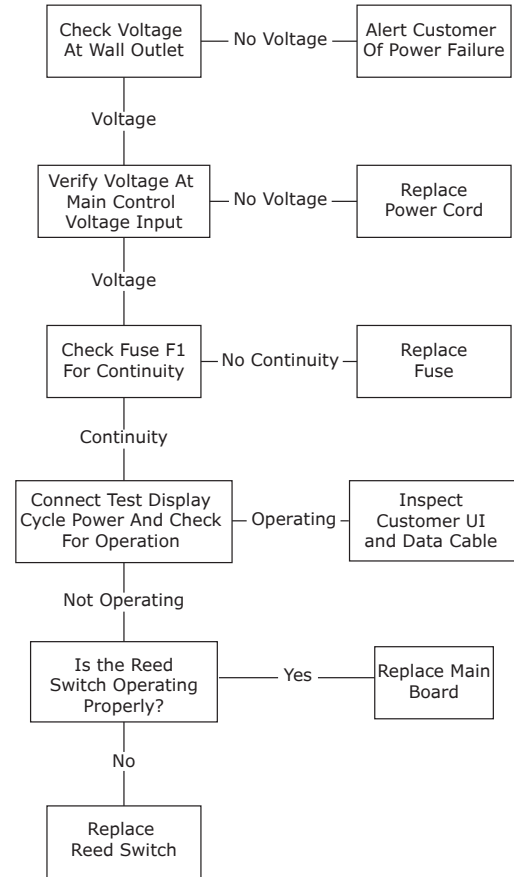 Check Voltage
At Wall Outlet
No Voltage
Alert Customer
Of Power Failure
Voltage
Verify Voltage At
Main Control
Voltage Input
No Voltage
Replace
Power Cord
Voltage
Check Fuse F1
For Continuity
No Continuity
Replace
Fuse
Continuity
Connect Test Display
Cycle Power And Check
For Operation
Operating
Inspect
Customer UI
and Data Cable
Not Operating
Is the Reed
Switch Operating
Properly?
Yes
Replace Main
Board
No
Replace
Reed Switch